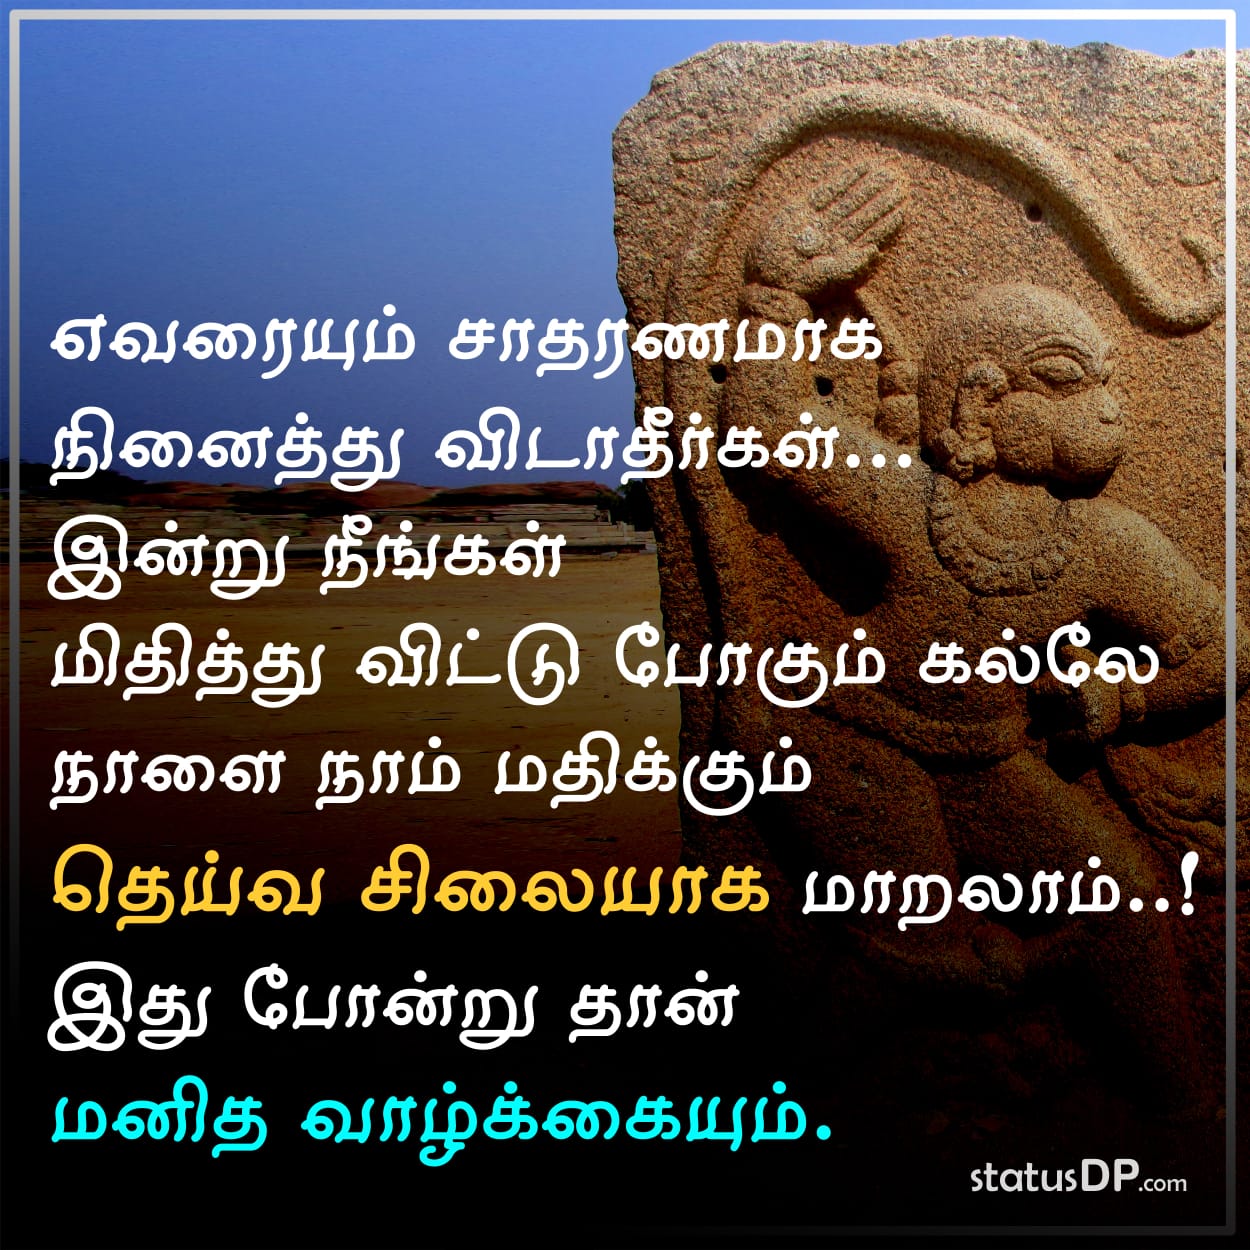 எவரையும் சாதரணமாக
நினைத்து விடாதீர்கள்...
இன்று நீங்கள்
மிதித்து விட்டு போகும் கல்லே
நாளை நாம் மதிக்கும்
தெய்வ சிலையாக மாறலாம்..!
இது போன்று தான்
மனித வாழ்க்கையும்.
statusDP.com